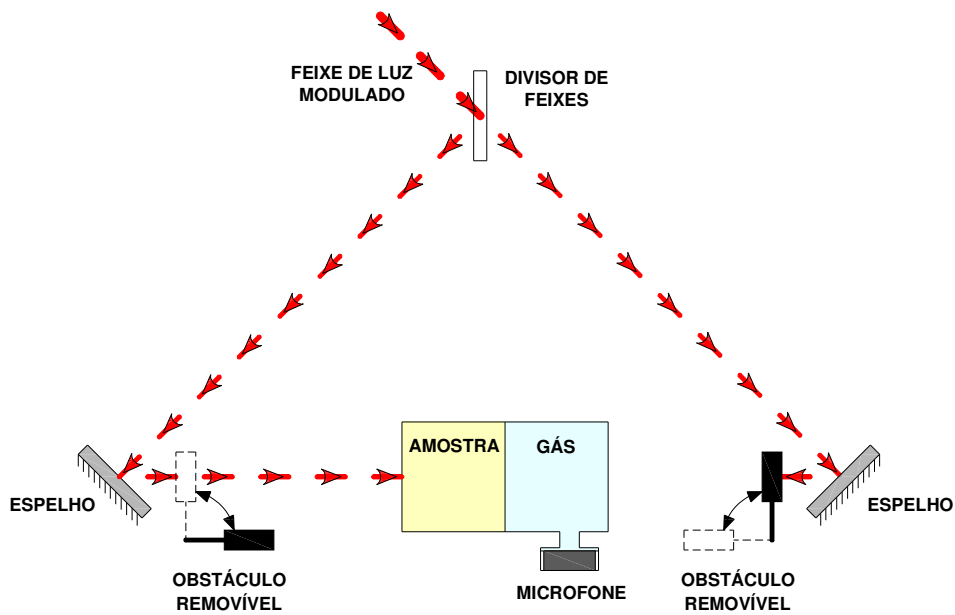 FEIXE DE LUZ
MODULADO
DIVISOR DE
FEIXES
AMOSTRA
GÁS
ESPELHO
ESPELHO
OBSTÁCULO
REMOVÍVEL
MICROFONE
OBSTÁCULO
REMOVÍVEL